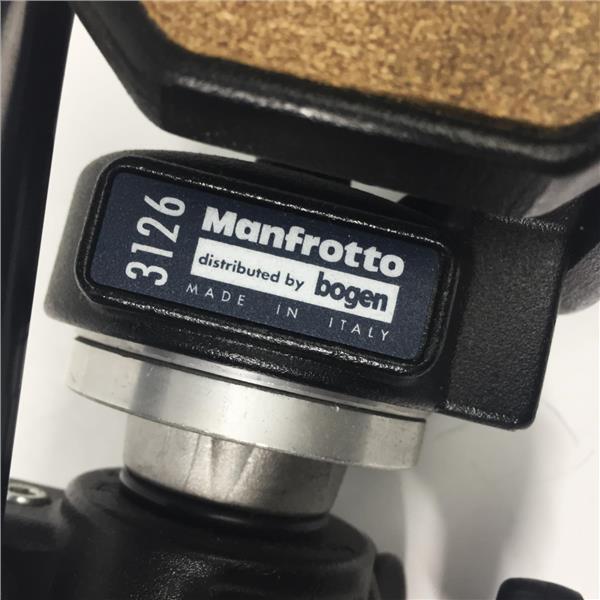 3126
Manfrotto
distributed by bogen
MADE IN ITALY